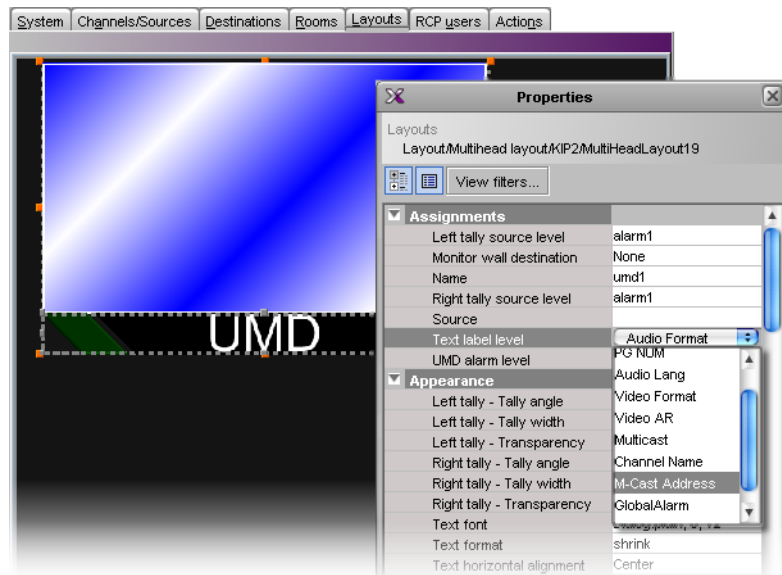 System Channels/Sources Destinations Rooms Layouts RCP users Actions
Properties
Layouts
Layout/Multihead layout/KIP2/MultiHeadLayout19
View filters...
Assignments
Left tally source level alarm1
Monitor wall destination None
Name umd1
Right tally source level alarm1
Source
Text label level Audio Format
UMD alarm level PG NUM
Appearance Audio Lang
Left tally - Tally angle Video Format
Left tally - Tally width Video AR
Left tally - Transparency Multicast
Right tally - Tally angle Channel Name
Right tally - Tally width M-Cast Address
Right tally - Transparency GlobalAlarm
Text font
Text format shrink
Text horizontal alignment Center
UMD